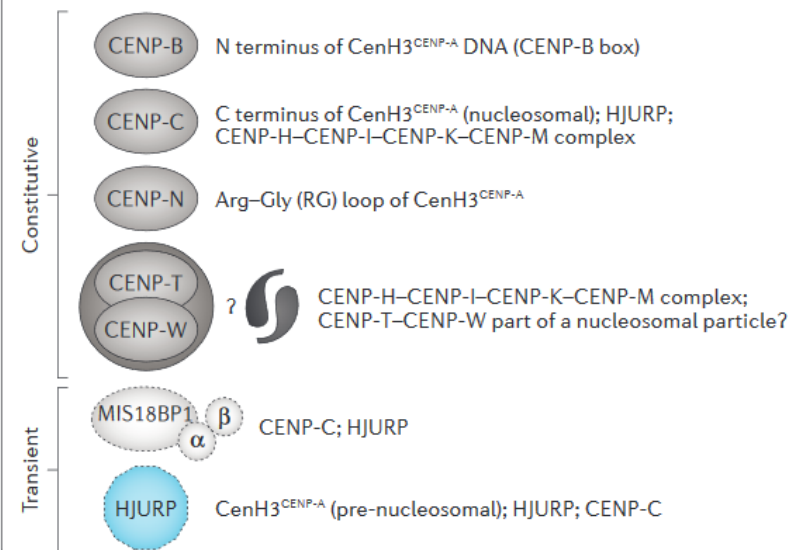 Constitutive
CENP-B
N terminus of CenH3CENP-A DNA (CENP-B box)
CENP-C
C terminus of CenH3CENP-A (nucleosomal); HJURP;
CENP-H–CENP-I–CENP-K–CENP-M complex
CENP-N
Arg–Gly (RG) loop of CenH3CENP-A
CENP-T
CENP-W
?
CENP-H–CENP-I–CENP-K–CENP-M complex;
CENP-T–CENP-W part of a nucleosomal particle?
Transient
MIS18BP1
α
β
CENP-C; HJURP
HJURP
CenH3CENP-A (pre-nucleosomal); HJURP; CENP-C